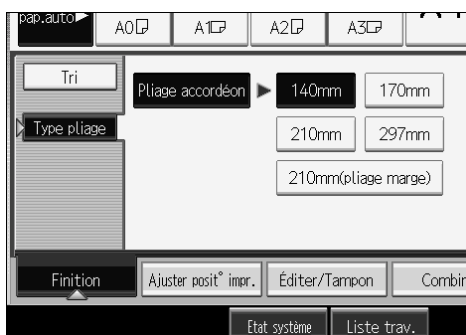 pap.auto
A0 A1 A2 A3
Tri
Pliage accordéon 140mm 170mm
Type pliage
210mm 297mm
210mm(pliage marge)
Finition Ajuster posit° impr. Éditer/Tampon Combin
Etat système Liste trav.